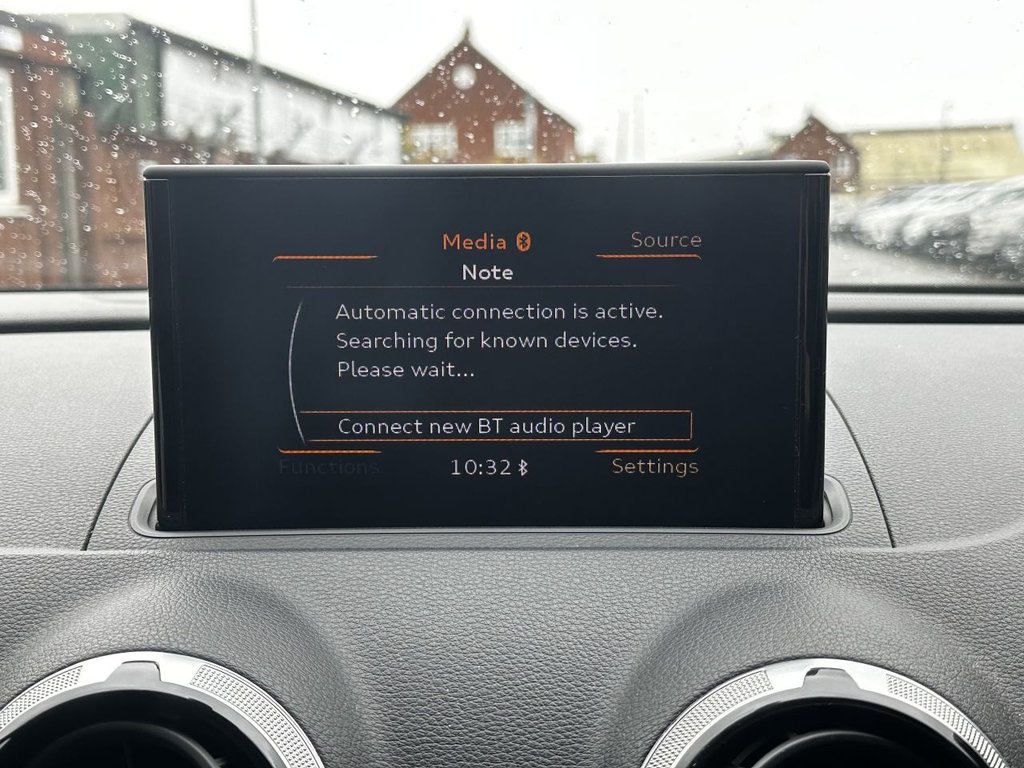 Media
Source
Note
Automatic connection is active.
Searching for known devices.
Please wait...
Connect new BT audio player
Functions
10:32
Settings